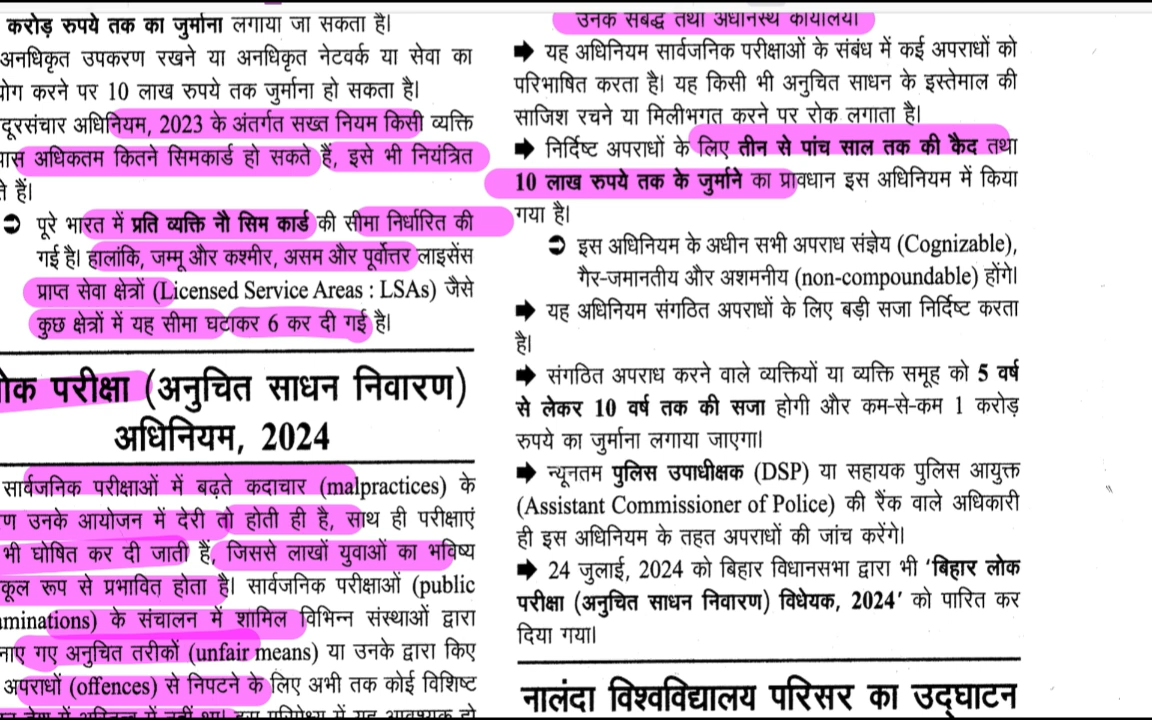 करोड़ रुपये तक का जुर्माना लगाया जा सकता है।
अनधिकृत उपकरण रखने या अनधिकृत नेटवर्क या सेवा का
योग करने पर 10 लाख रुपये तक जुर्माना हो सकता है।
दूरसंचार अधिनियम, 2023 के अंतर्गत सख्त नियम किसी व्यक्ति
पास अधिकतम कितने सिमकार्ड हो सकते हैं, इसे भी नियंत्रित
ते हैं।
➲ पूरे भारत में प्रति व्यक्ति नौ सिम कार्ड की सीमा निर्धारित की
गई है। हालांकि, जम्मू और कश्मीर, असम और पूर्वोत्तर लाइसेंस
प्राप्त सेवा क्षेत्रों (Licensed Service Areas : LSAs) जैसे
कुछ क्षेत्रों में यह सीमा घटाकर 6 कर दी गई है।
लोक परीक्षा (अनुचित साधन निवारण)
अधिनियम, 2024
सार्वजनिक परीक्षाओं में बढ़ते कदाचार (malpractices) के
ण उनके आयोजन में देरी तो होती ही है, साथ ही परीक्षाएं
भी घोषित कर दी जाती हैं, जिससे लाखों युवाओं का भविष्य
कूल रूप से प्रभावित होता है। सार्वजनिक परीक्षाओं (public
aminations) के संचालन में शामिल विभिन्न संस्थाओं द्वारा
नाए गए अनुचित तरीकों (unfair means) या उनके द्वारा किए
अपराधों (offences) से निपटने के लिए अभी तक कोई विशिष्ट
उनके संबद्ध तथा अधीनस्थ कार्यालय।
➡ यह अधिनियम सार्वजनिक परीक्षाओं के संबंध में कई अपराधों को
परिभाषित करता है। यह किसी भी अनुचित साधन के इस्तेमाल की
साजिश रचने या मिलीभगत करने पर रोक लगाता है।
➡ निर्दिष्ट अपराधों के लिए तीन से पांच साल तक की कैद तथा
10 लाख रुपये तक के जुर्माने का प्रावधान इस अधिनियम में किया
गया है।
➲ इस अधिनियम के अधीन सभी अपराध संज्ञेय (Cognizable),
गैर-जमानतीय और अशमनीय (non-compoundable) होंगे।
➡ यह अधिनियम संगठित अपराधों के लिए बड़ी सजा निर्दिष्ट करता
है।
➡ संगठित अपराध करने वाले व्यक्तियों या व्यक्ति समूह को 5 वर्ष
से लेकर 10 वर्ष तक की सजा होगी और कम-से-कम 1 करोड़
रुपये का जुर्माना लगाया जाएगा।
➡ न्यूनतम पुलिस उपाधीक्षक (DSP) या सहायक पुलिस आयुक्त
(Assistant Commissioner of Police) की रैंक वाले अधिकारी
ही इस अधिनियम के तहत अपराधों की जांच करेंगे।
➡ 24 जुलाई, 2024 को बिहार विधानसभा द्वारा भी ‘बिहार लोक
परीक्षा (अनुचित साधन निवारण) विधेयक, 2024’ को पारित कर
दिया गया।
नालंदा विश्वविद्यालय परिसर का उद्घाटन